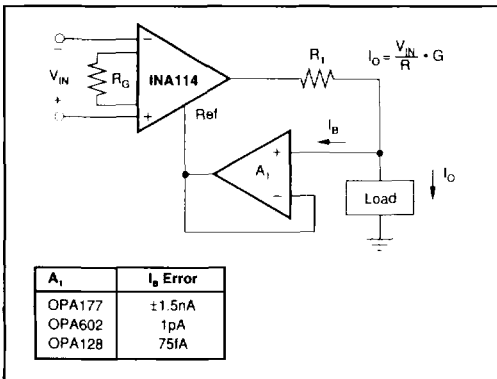 −
V_IN
+
R_G
−
INA114
+
Ref
R_1
I_O = V_IN/R • G
I_B
+
A_1
−
Load
I_O
A_1 I_B Error
OPA177 ±1.5nA
OPA602 1pA
OPA128 75fA